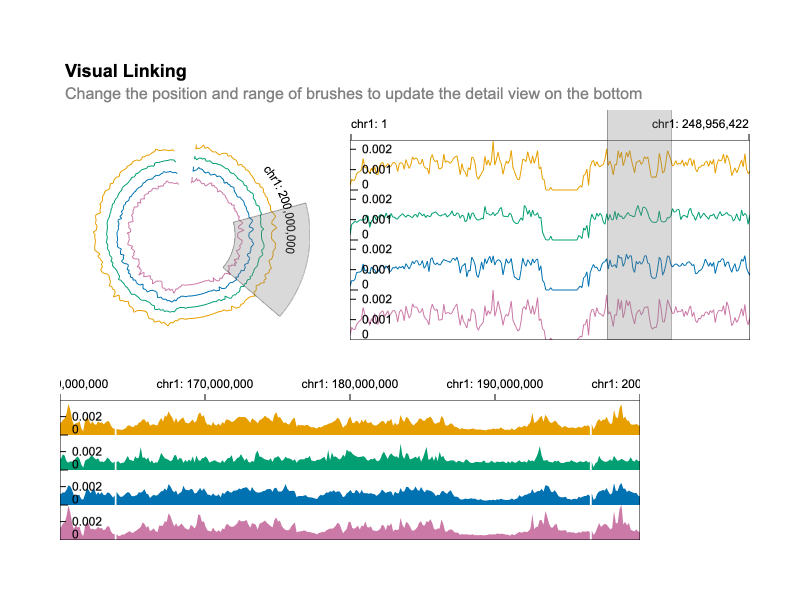 Visual Linking
Change the position and range of brushes to update the detail view on the bottom
chr1: 200,000,000
chr1: 1
chr1: 248,956,422
0.002
0.001
0
0.002
0.001
0
0.002
0.001
0
0.002
0.001
0
0,000,000
chr1: 170,000,000
chr1: 180,000,000
chr1: 190,000,000
chr1: 200
0.002
0
0.002
0
0.002
0
0.002
0